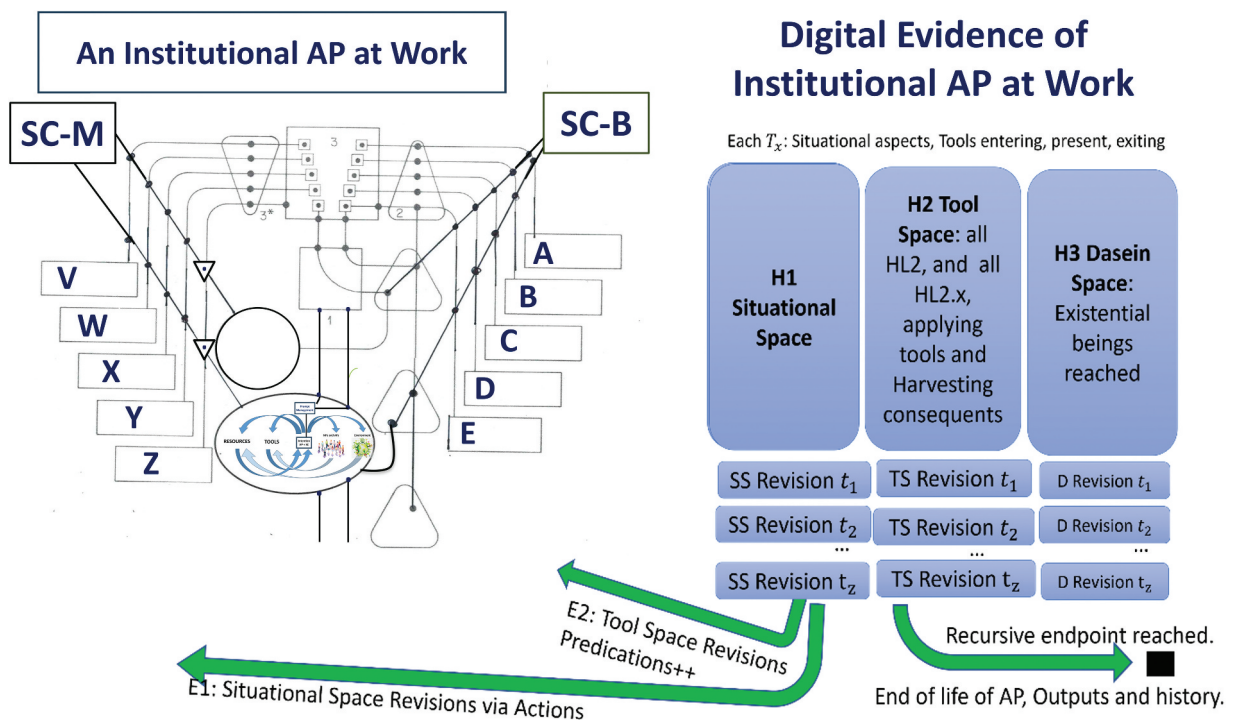 An Institutional AP at Work
SC-M
SC-B
3
3*
2
1
V
W
X
Y
Z
A
B
C
D
E
RESOURCES
TOOLS
Digital Evidence of
Institutional AP at Work
Each Tₓ: Situational aspects, Tools entering, present, exiting
H1
Situational
Space
H2 Tool
Space: all
HL2, and all
HL2.x,
applying
tools and
Harvesting
consequents
H3 Dasein
Space:
Existential
beings
reached
SS Revision t₁
TS Revision t₁
D Revision t₁
SS Revision t₂
TS Revision t₂
D Revision t₂
...
...
...
SS Revision t_z
TS Revision t_z
D Revision t_z
E2: Tool Space Revisions
Predications++
E1: Situational Space Revisions via Actions
Recursive endpoint reached.
End of life of AP, Outputs and history.